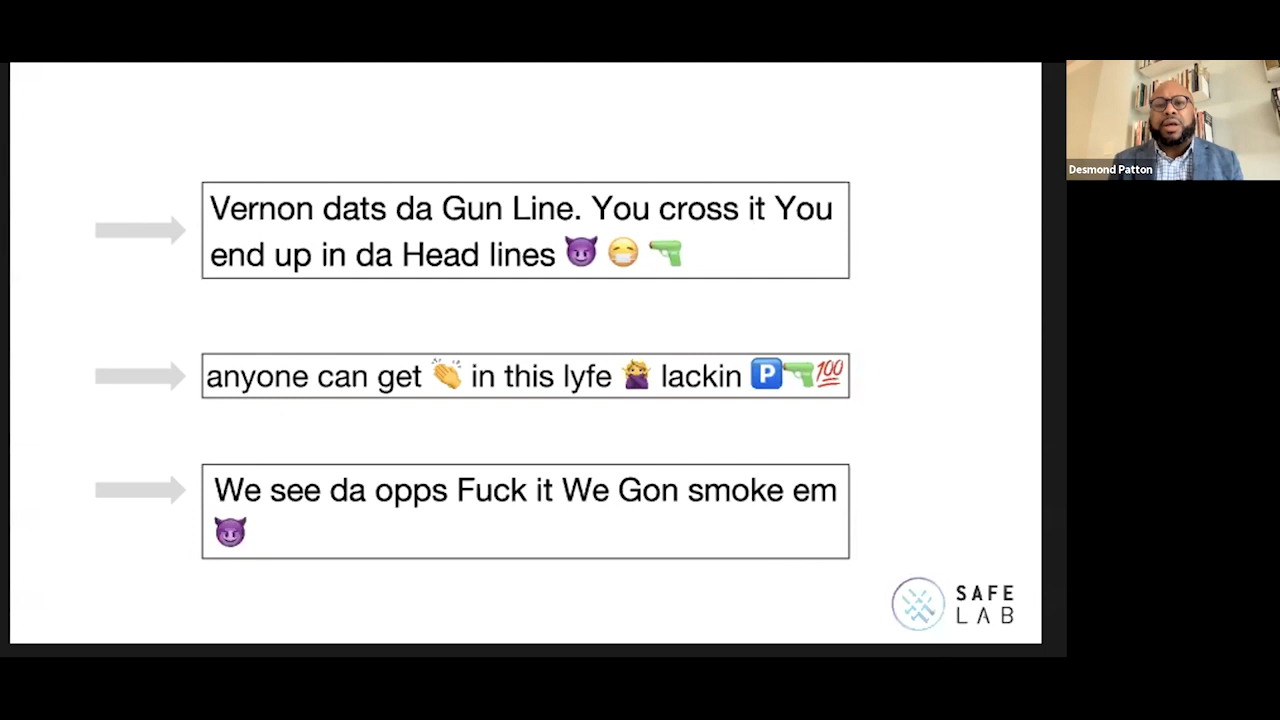 Vernon dats da Gun Line. You cross it You
end up in da Head lines 😈 😷 🔫
anyone can get 👏 in this lyfe 🙅 lackin 🅿️🔫💯
We see da opps Fuck it We Gon smoke em
😈
SAFE
LAB
Desmond Patton